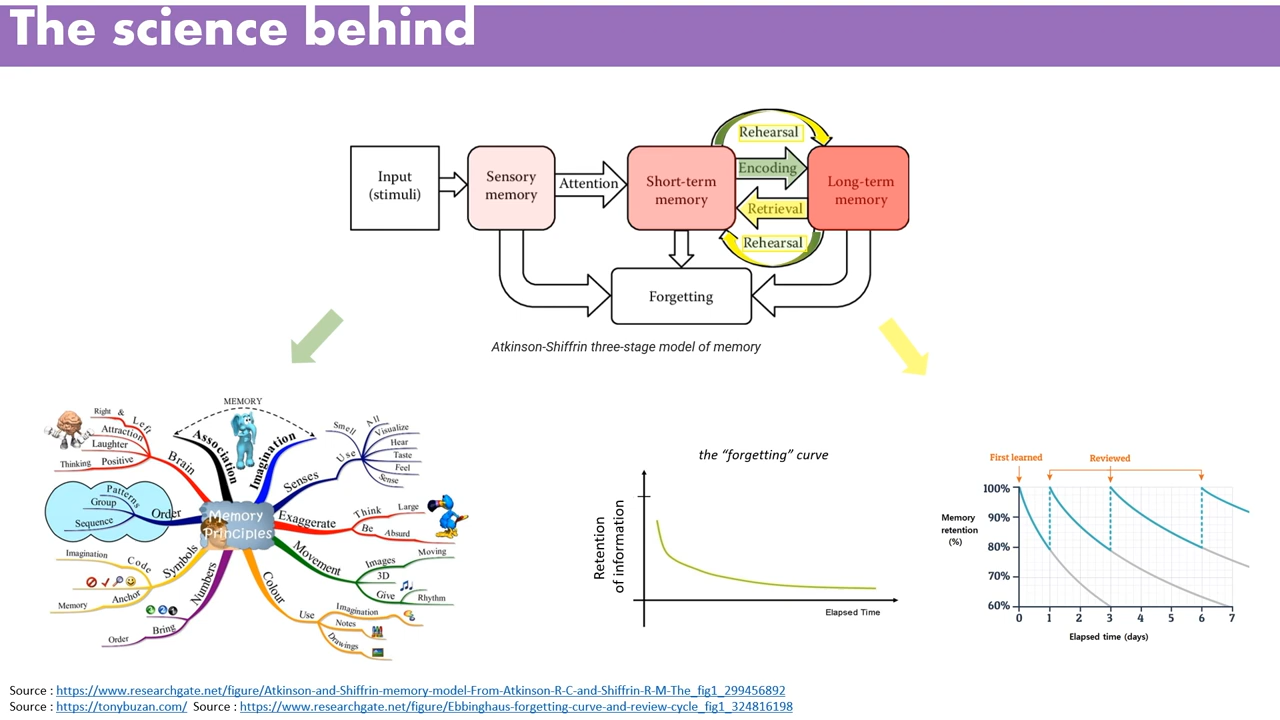 The science behind
Input
(stimuli)
Sensory
memory
Attention
Short-term
memory
Rehearsal
Encoding
Retrieval
Rehearsal
Long-term
memory
Forgetting
Atkinson-Shiffrin three-stage model of memory
MEMORY
Association
Imagination
Memory
Principles
Brain
Right & Left
Attraction
Laughter
Thinking Positive
Order
Patterns
Group
Sequence
Symbols
Imagination Code
Memory Anchor
Numbers
Bring
Order
Senses
Use
Smell
All
Visualize
Hear
Taste
Feel
Sense
Exaggerate
Think Large
Be Absurd
Movement
Images Moving
3D
Give Rhythm
Colour
Use
Imagination
Notes
Drawings
the “forgetting” curve
Retention
of information
Elapsed Time
First learned
Reviewed
Memory
retention
(%)
100%
90%
80%
70%
60%
0 1 2 3 4 5 6 7
Elapsed time (days)
Source : https://www.researchgate.net/figure/Atkinson-and-Shiffrin-memory-model-From-Atkinson-R-C-and-Shiffrin-R-M-The_fig1_299456892
Source : https://tonybuzan.com/ Source : https://www.researchgate.net/figure/Ebbinghaus-forgetting-curve-and-review-cycle_fig1_324816198